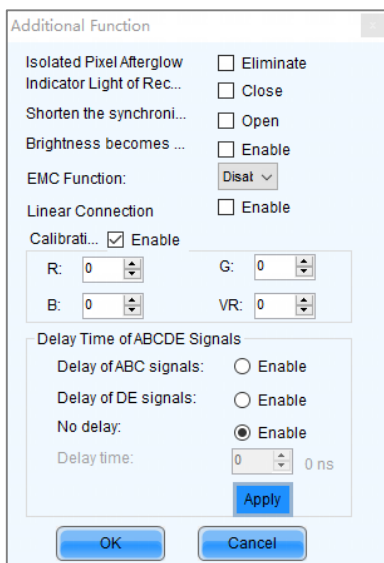 Additional Function
x
Isolated Pixel Afterglow Eliminate
Indicator Light of Rec... Close
Shorten the synchroni... Open
Brightness becomes ... Enable
EMC Function: Disat
Linear Connection Enable
Calibrati... Enable
R: 0 G: 0
B: 0 VR: 0
Delay Time of ABCDE Signals
Delay of ABC signals: Enable
Delay of DE signals: Enable
No delay: Enable
Delay time: 0 0 ns
Apply
OK Cancel